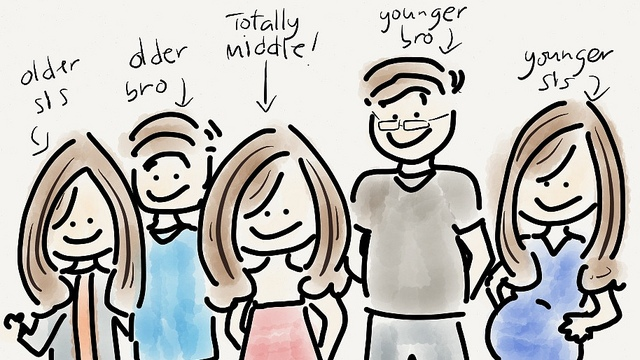 older
sis
older
bro
Totally
middle!
younger
bro
younger
sis